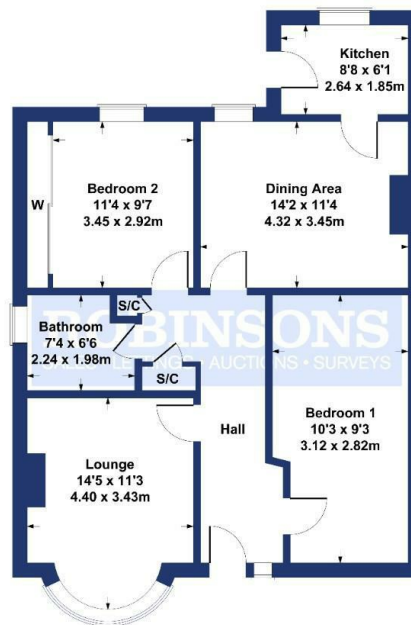 Kitchen
8'8 x 6'1
2.64 x 1.85m
Bedroom 2
11'4 x 9'7
3.45 x 2.92m
W
Dining Area
14'2 x 11'4
4.32 x 3.45m
S/C
ROBINSONS
SALES • LETTINGS • AUCTIONS • SURVEYS
Bathroom
7'4 x 6'6
2.24 x 1.98m
S/C
Bedroom 1
10'3 x 9'3
3.12 x 2.82m
Hall
Lounge
14'5 x 11'3
4.40 x 3.43m